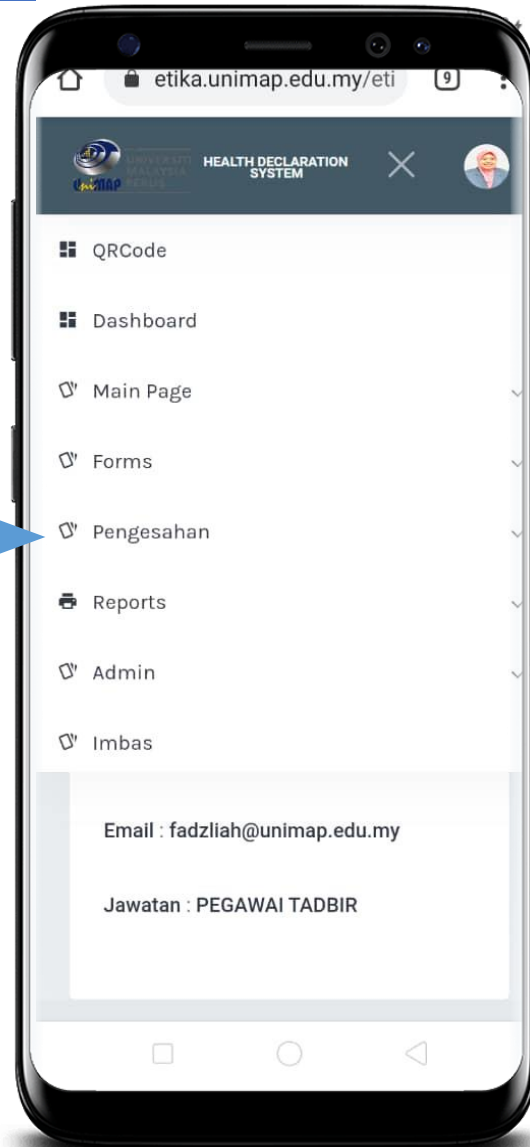 etika.unimap.edu.my/eti
9
UniMAP
UNIVERSITI
MALAYSIA
PERLIS
HEALTH DECLARATION
SYSTEM
QRCode
Dashboard
Main Page
Forms
Pengesahan
Reports
Admin
Imbas
Email : fadzliah@unimap.edu.my
Jawatan : PEGAWAI TADBIR